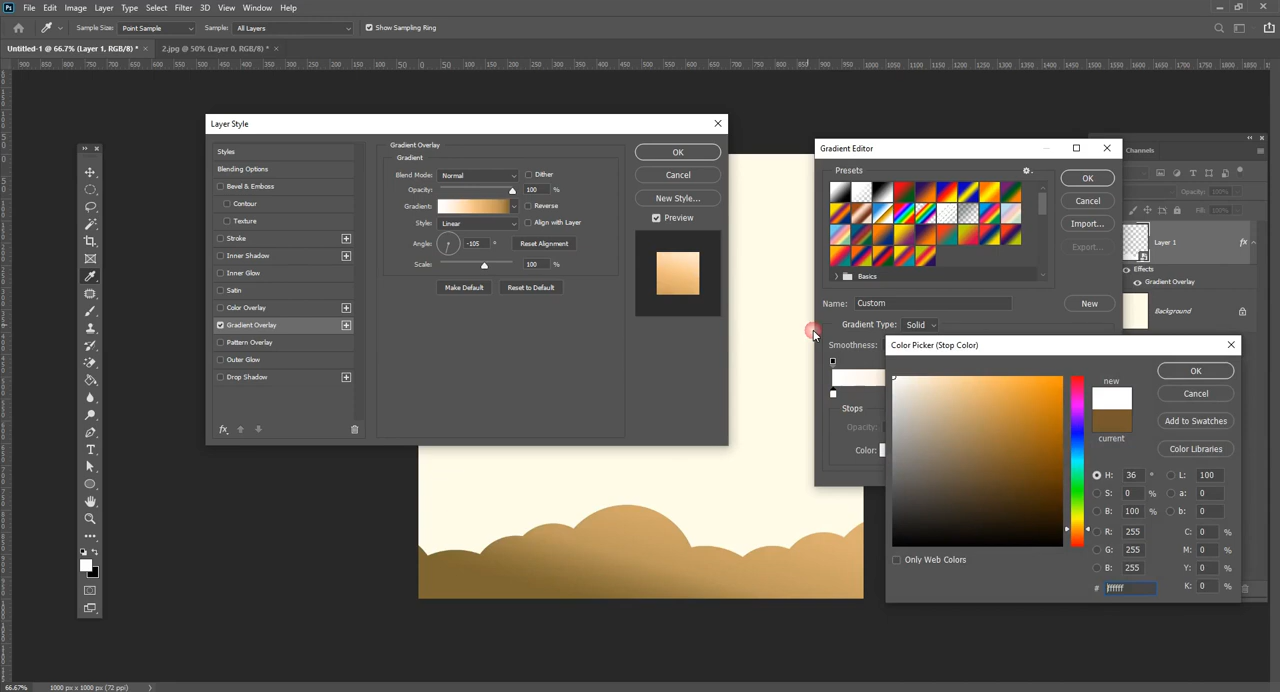 Ps File Edit Image Layer Type Select Filter 3D View Window Help
Sample Size: Point Sample Sample: All Layers Show Sampling Ring
Untitled-1 @ 66.7% (Layer 1, RGB/8) * × 2.jpg @ 50% (Layer 0, RGB/8) * ×
Layer Style
Styles
Blending Options
Bevel & Emboss
Contour
Texture
Stroke
Inner Shadow
Inner Glow
Satin
Color Overlay
Gradient Overlay
Pattern Overlay
Outer Glow
Drop Shadow
fx
Gradient Overlay
Gradient
Blend Mode: Normal Dither
Opacity: 100 %
Gradient: Reverse
Style: Linear Align with Layer
Angle: -105 ° Reset Alignment
Scale: 100 %
Make Default Reset to Default
OK
Cancel
New Style...
Preview
Gradient Editor
Presets
Basics
OK
Cancel
Import...
Export...
Name: Custom New
Gradient Type: Solid
Smoothness:
Stops
Opacity:
Color:
Channels
Opacity: 100%
Fill: 100%
Layer 1 fx
Effects
Gradient Overlay
Background
Color Picker (Stop Color)
new
current
OK
Cancel
Add to Swatches
Color Libraries
H: 36 ° L: 100
S: 0 % a: 0
B: 100 % b: 0
R: 255 C: 0 %
G: 255 M: 0 %
B: 255 Y: 0 %
# ffffff K: 0 %
Only Web Colors
66.67% 1000 px x 1000 px (72 ppi)